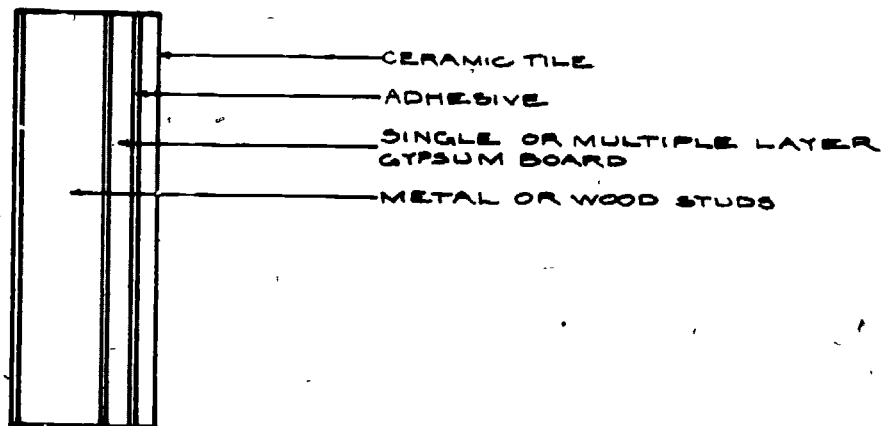 CERAMIC TILE
ADHESIVE
SINGLE OR MULTIPLE LAYER
GYPSUM BOARD
METAL OR WOOD STUDS